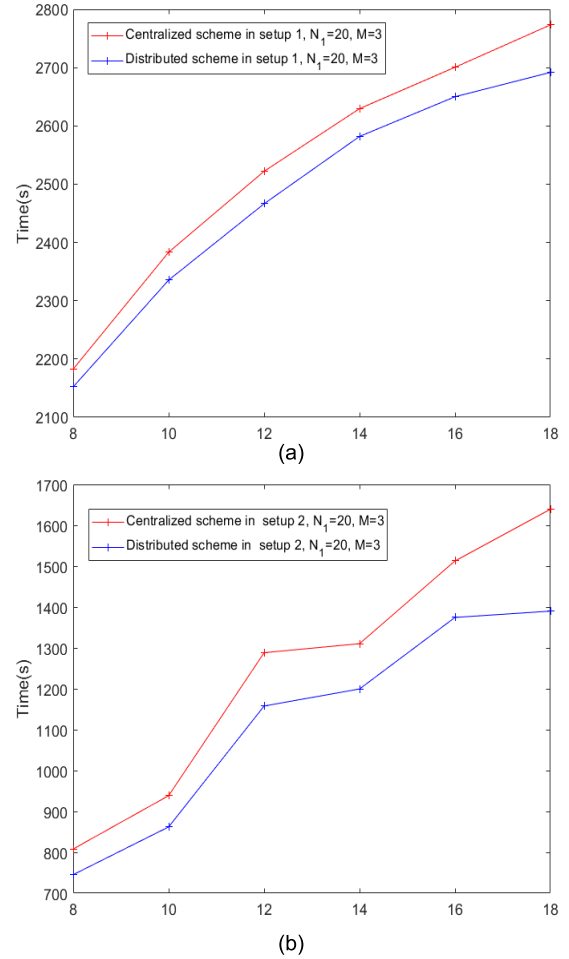 2800
2700
2600
2500
2400
2300
2200
2100
Time(s)
Centralized scheme in setup 1, N1=20, M=3
Distributed scheme in setup 1, N1=20, M=3
8 10 12 14 16 18
(a)
1700
1600
1500
1400
1300
1200
1100
1000
900
800
700
Time(s)
Centralized scheme in setup 2, N1=20, M=3
Distributed scheme in setup 2, N1=20, M=3
8 10 12 14 16 18
(b)